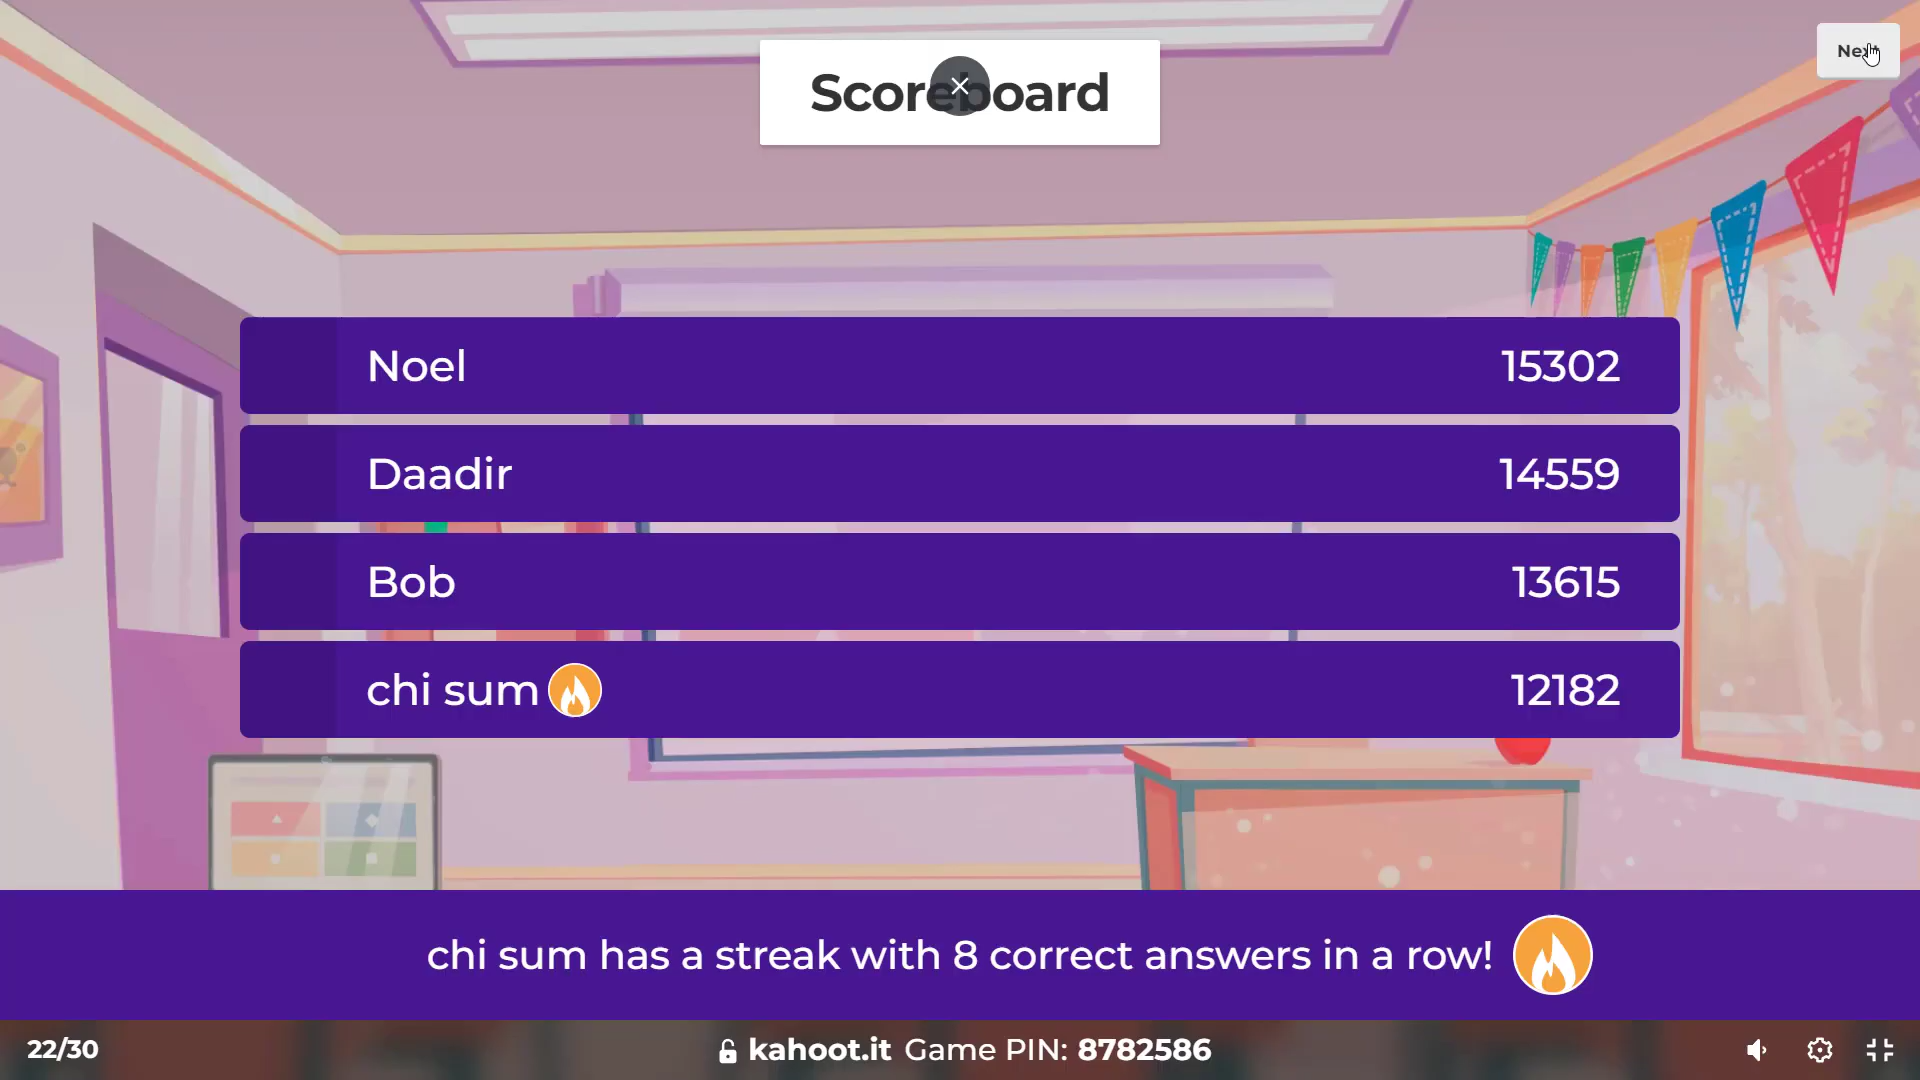 Scoreboard
Noel 15302
Daadir 14559
Bob 13615
chi sum 12182
chi sum has a streak with 8 correct answers in a row!
22/30 kahoot.it Game PIN: 8782586